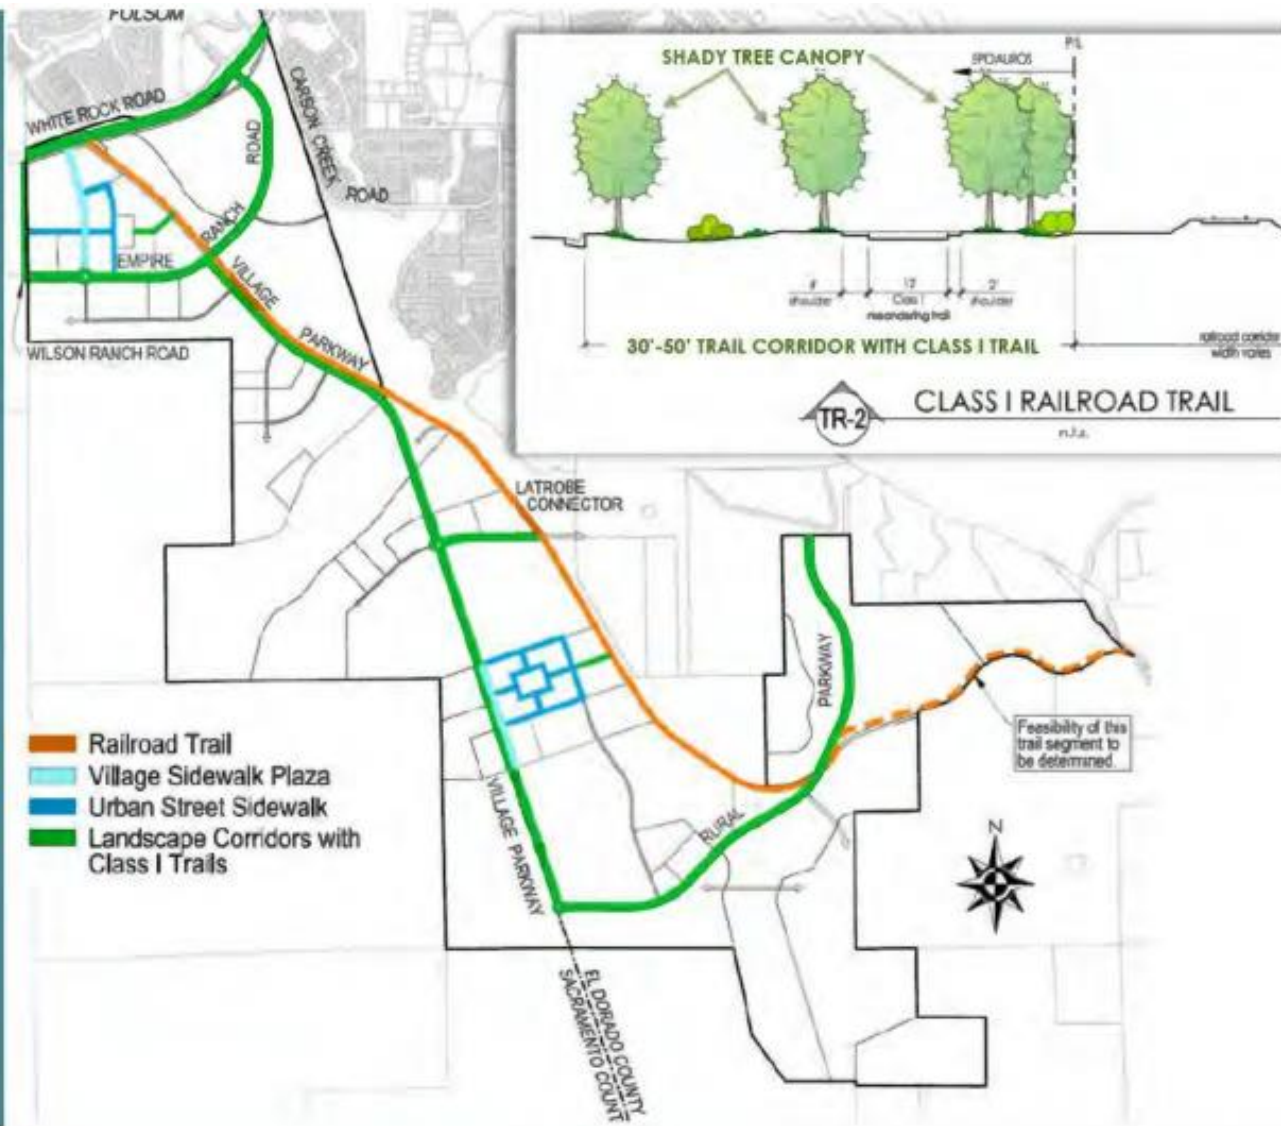 FOLSOM
WHITE ROCK ROAD
CARSON CREEK
ROAD
ROAD
RANCH
EMPIRE
VILLAGE
PARKWAY
WILSON RANCH ROAD
LATROBE
CONNECTOR
PARKWAY
RURAL
VILLAGE PARKWAY
Feasibility of this
trail segment to
be determined.
N
EL DORADO COUNTY
SACRAMENTO COUNT
Railroad Trail
Village Sidewalk Plaza
Urban Street Sidewalk
Landscape Corridors with
Class I Trails
SHADY TREE CANOPY
P/L
shoulder
12'
Class I
meandering trail
2'
shoulder
30'-50' TRAIL CORRIDOR WITH CLASS I TRAIL
railroad corridor
width varies
TR-2
CLASS I RAILROAD TRAIL
n.t.s.